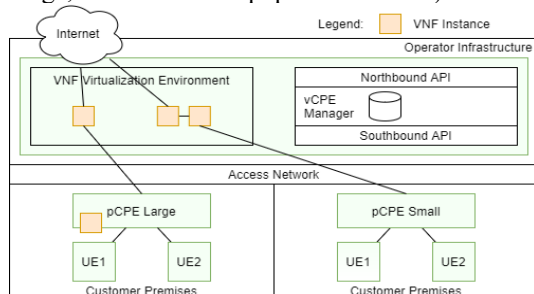 Internet
Legend: VNF Instance
Operator Infrastructure
VNF Virtualization Environment
Northbound API
vCPE
Manager
Southbound API
Access Network
pCPE Large
pCPE Small
UE1 UE2 UE1 UE2
Customer Premises Customer Premises